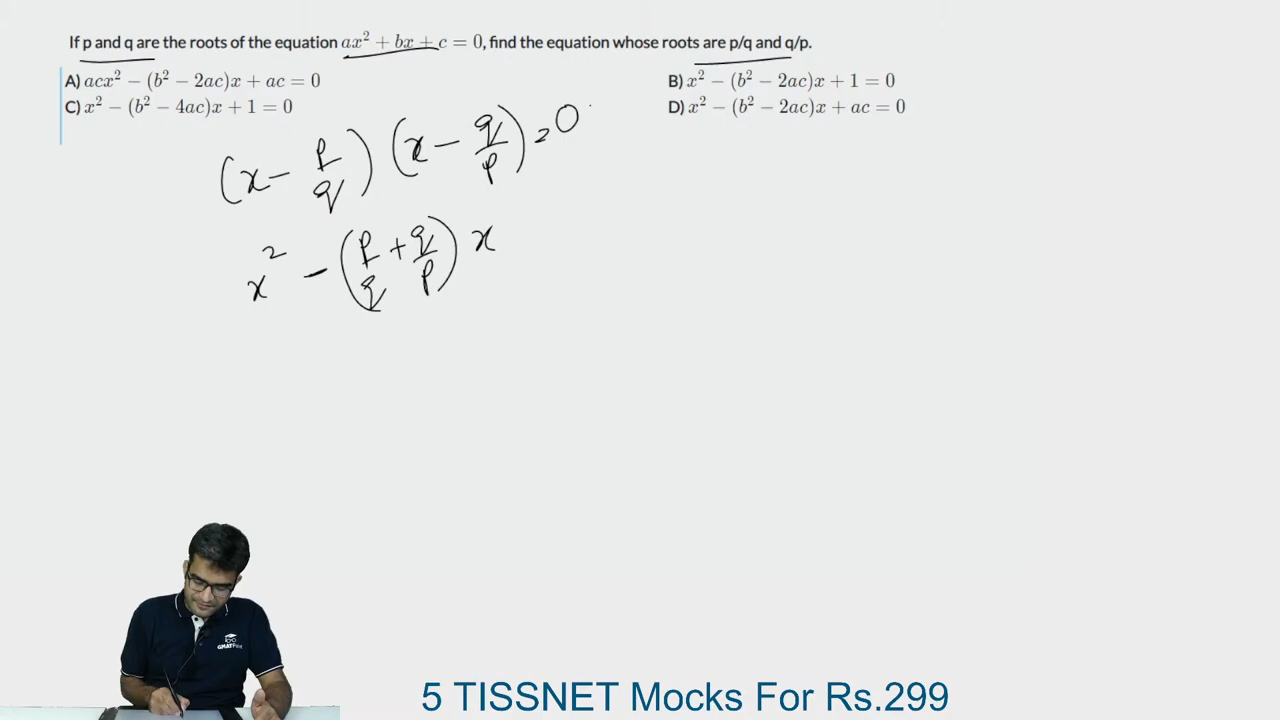 If p and q are the roots of the equation ax² + bx + c = 0, find the equation whose roots are p/q and q/p.
A) acx² − (b² − 2ac)x + ac = 0
B) x² − (b² − 2ac)x + 1 = 0
C) x² − (b² − 4ac)x + 1 = 0
D) x² − (b² − 2ac)x + ac = 0
(x − p/q) (x − q/p) = 0
x² − (p/q + q/p) x
GMATPoint
5 TISSNET Mocks For Rs.299